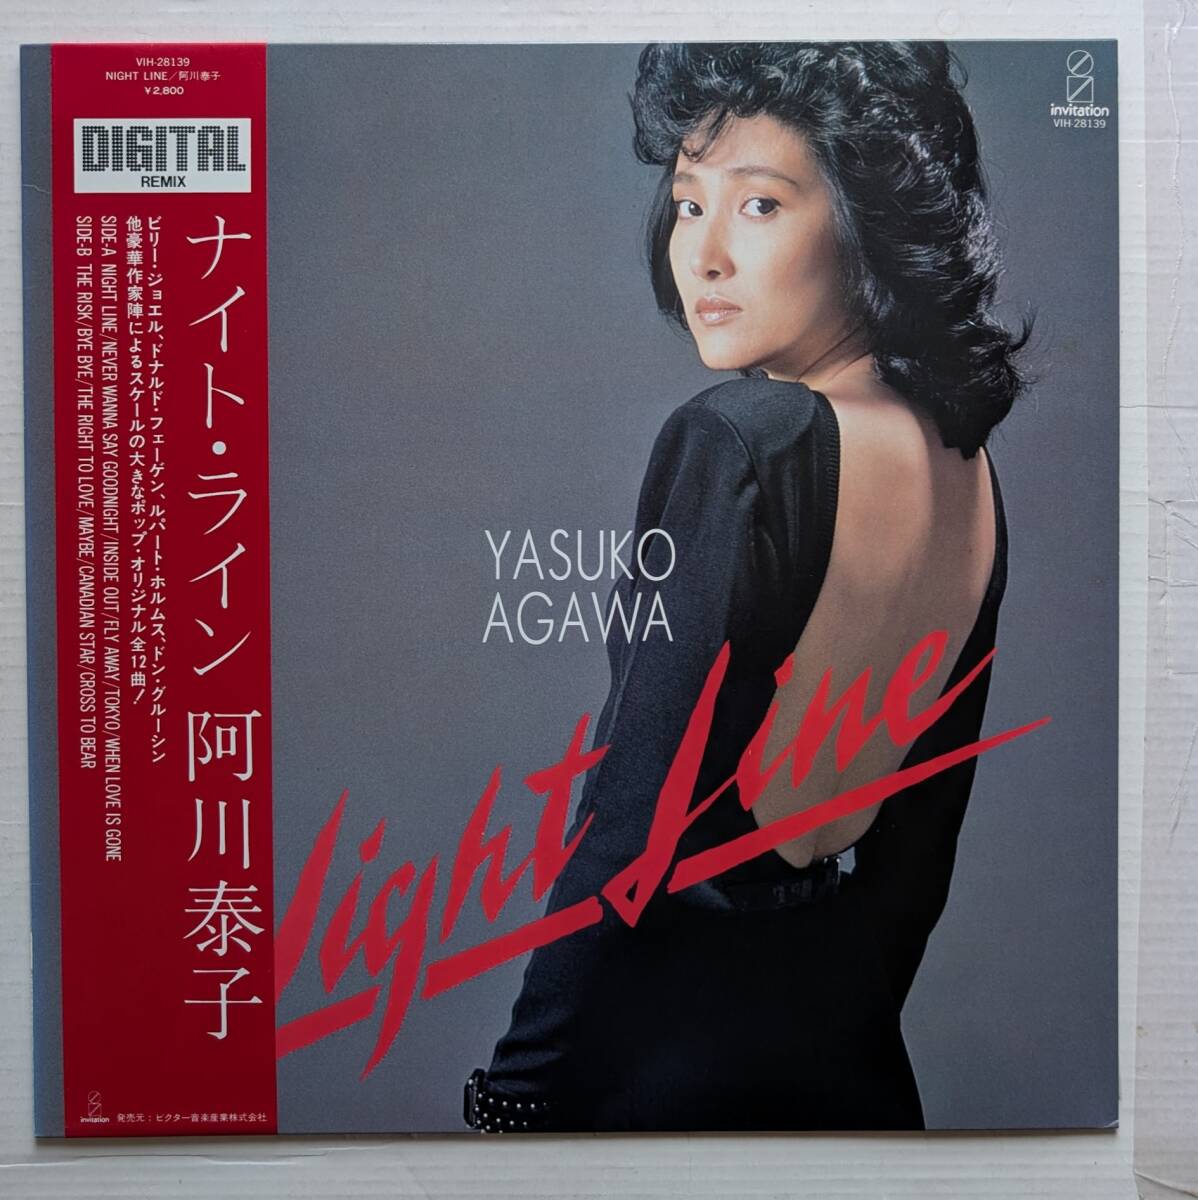 VIH-28139
NIGHT LINE／阿川泰子
￥2,800
DIGITAL
REMIX
ナイト・ライン 阿川泰子
ビリー・ジョエル、ドナルド・フェーゲン、ルパート・ホルムス、ドン・グルーシン
他豪華作家陣によるスケールの大きなポップ・オリジナル全12曲！
SIDE-A NIGHT LINE/NEVER WANNA SAY GOODNIGHT/INSIDE OUT/FLY AWAY/TOKYO/WHEN LOVE IS GONE
SIDE-B THE RISK/BYE BYE/THE RIGHT TO LOVE/MAYBE/CANADIAN STAR/CROSS TO BEAR
invitation
発売元：ビクター音楽産業株式会社
invitation
VIH-28139
YASUKO
AGAWA
Night Line